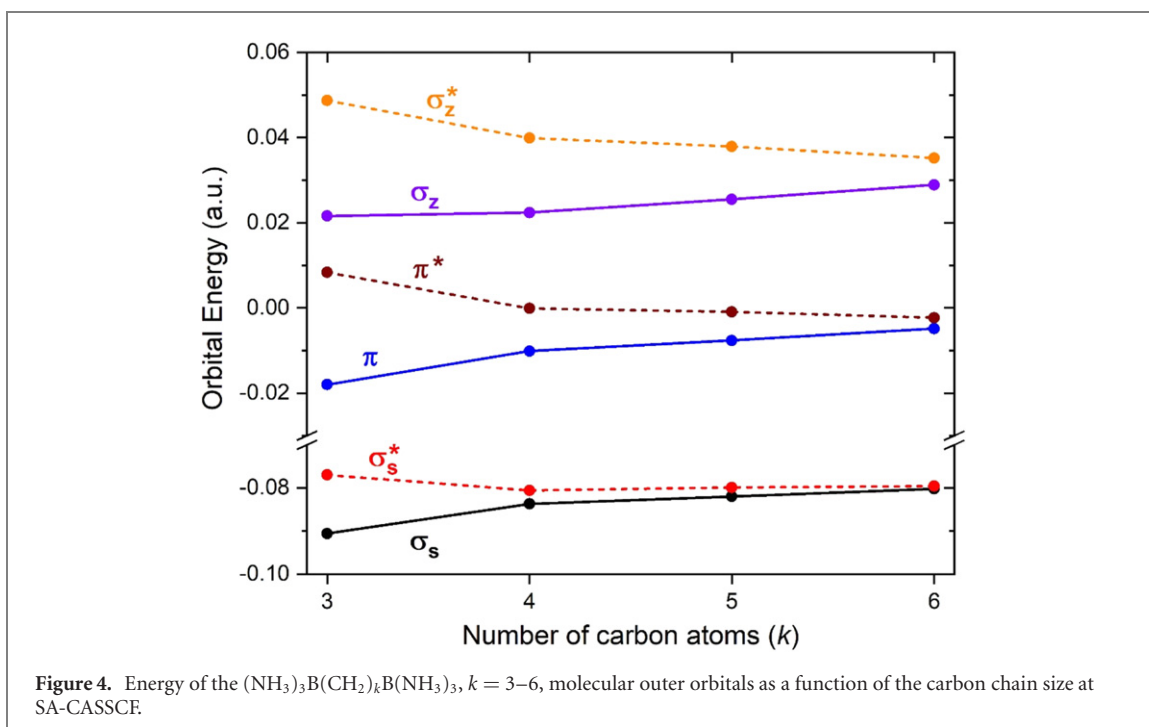 0.06
0.04
0.02
0.00
-0.02
-0.08
-0.10
Orbital Energy (a.u.)
σz*
σz
π*
π
σs*
σs
3 4 5 6
Number of carbon atoms (k)
Figure 4. Energy of the (NH₃)₃B(CH₂)ₖB(NH₃)₃, k = 3–6, molecular outer orbitals as a function of the carbon chain size at
SA-CASSCF.